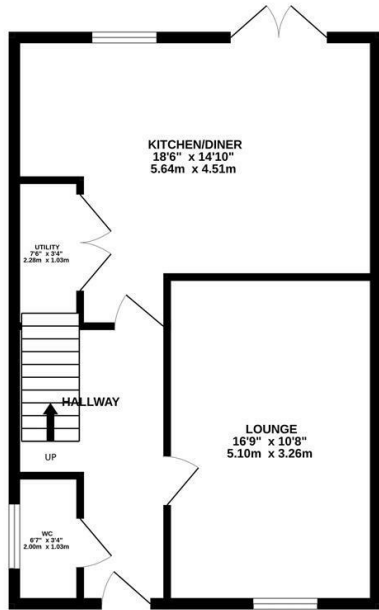 KITCHEN/DINER
18'6" x 14'10"
5.64m x 4.51m
UTILITY
7'6" x 3'4"
2.28m x 1.03m
HALLWAY
UP
LOUNGE
16'9" x 10'8"
5.10m x 3.26m
WC
6'7" x 3'4"
2.00m x 1.03m